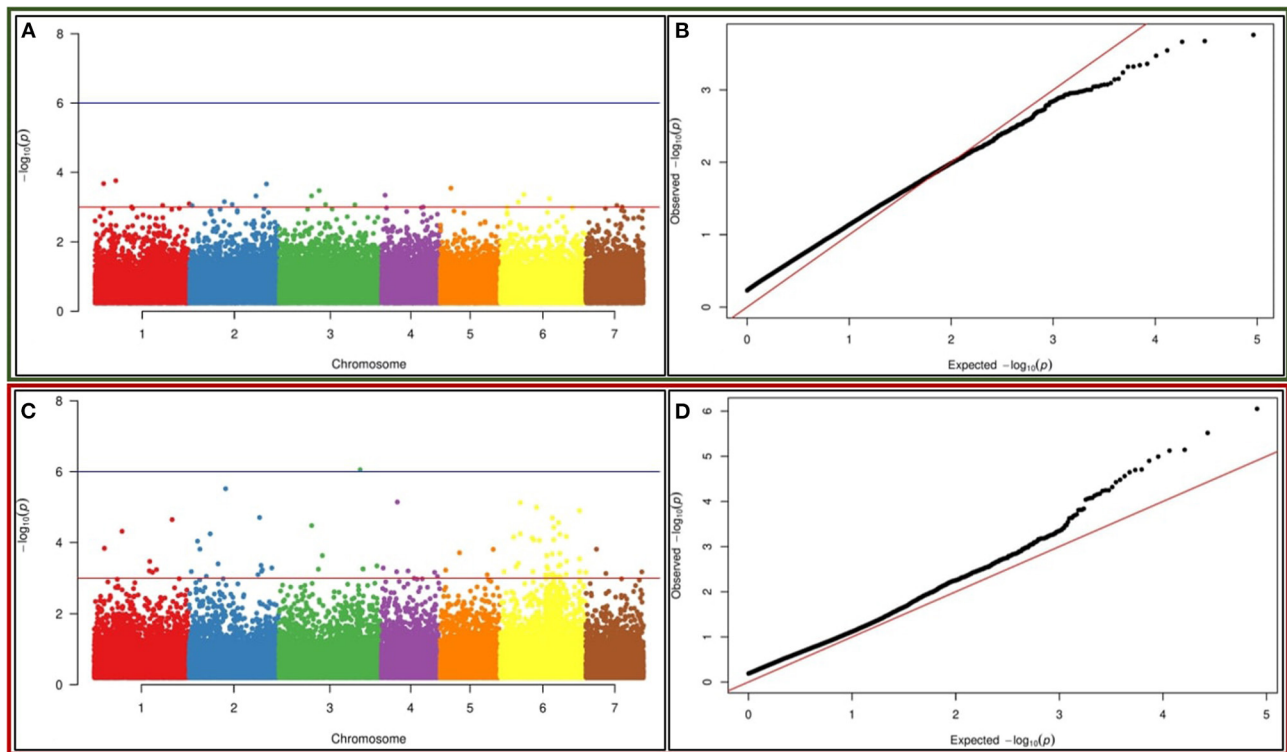 A
8
6
4
2
0
−log₁₀(p)
1 2 3 4 5 6 7
Chromosome
B
3
2
1
0
Observed −log₁₀(p)
0 1 2 3 4 5
Expected −log₁₀(p)
C
8
6
4
2
0
−log₁₀(p)
1 2 3 4 5 6 7
Chromosome
D
6
5
4
3
2
1
0
Observed −log₁₀(p)
0 1 2 3 4 5
Expected −log₁₀(p)